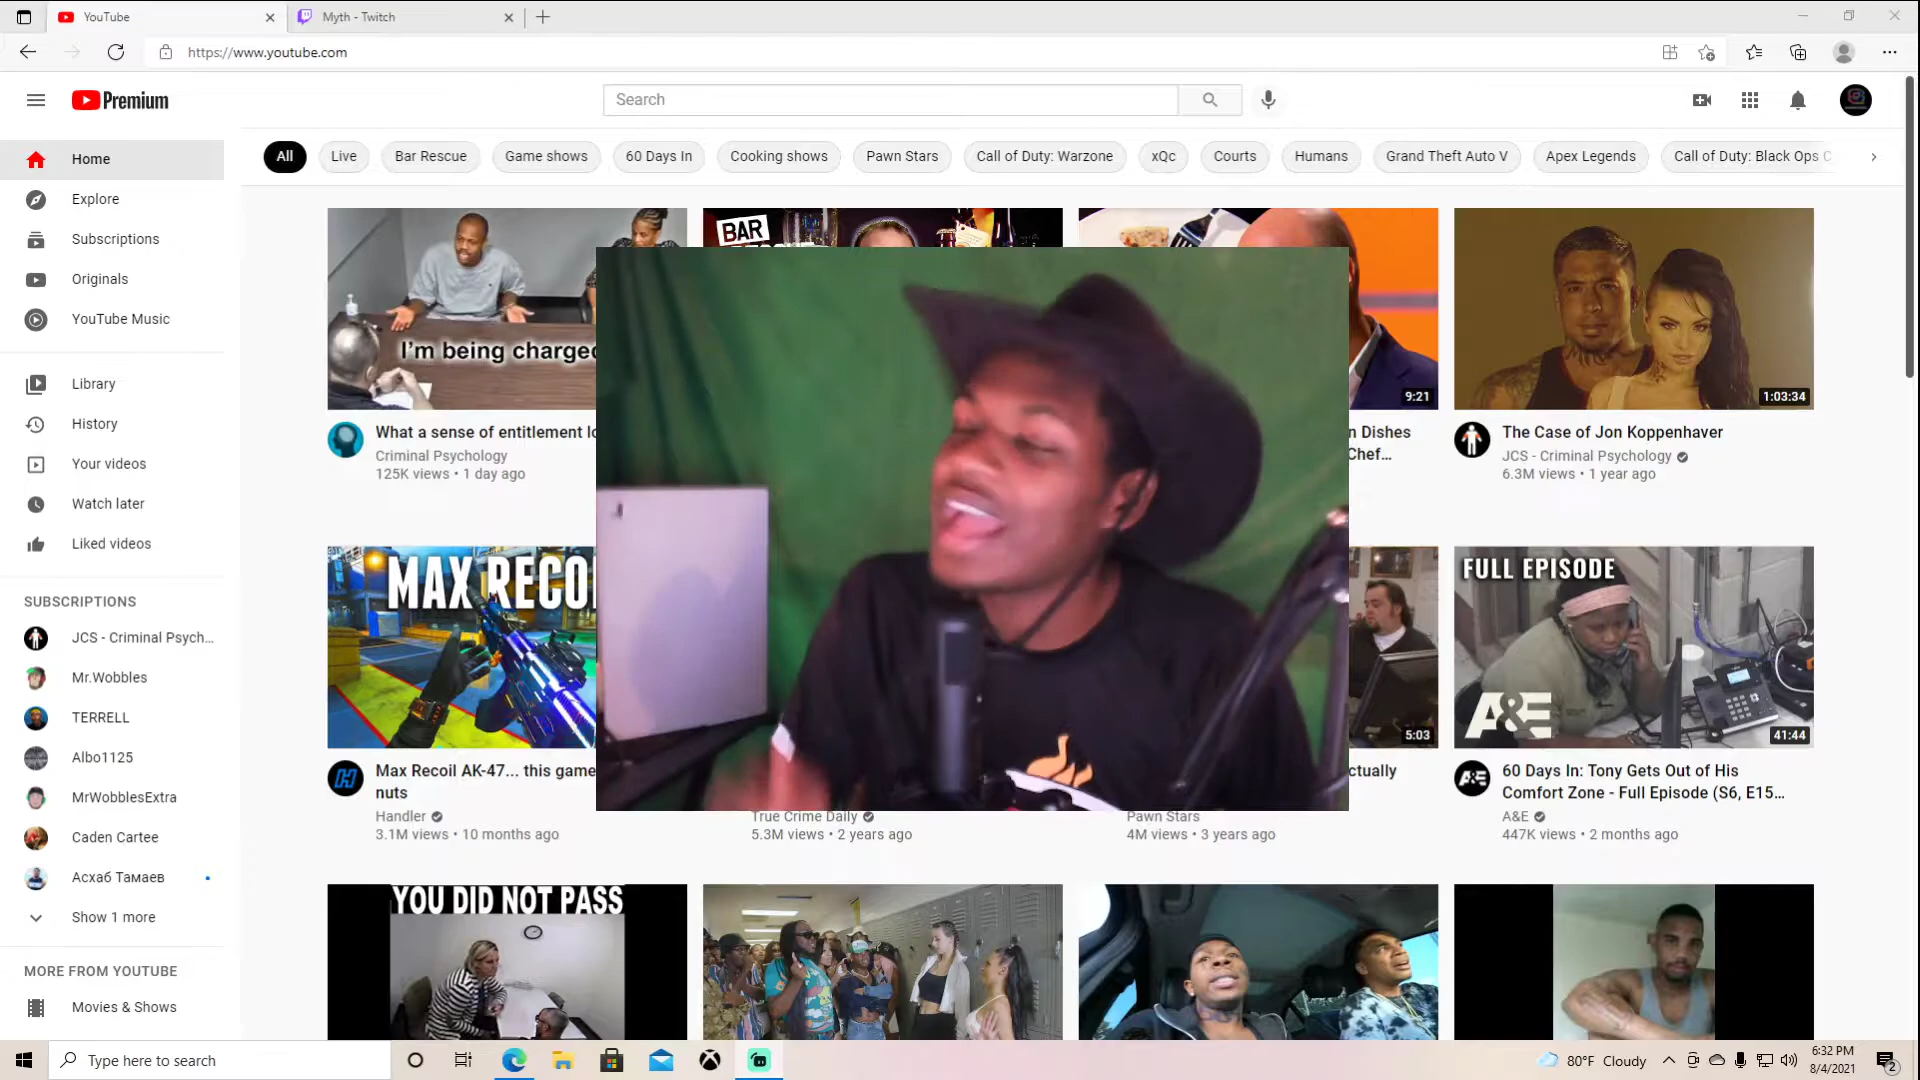 YouTube
Myth - Twitch
https://www.youtube.com
Premium
Search
All
Live
Bar Rescue
Game shows
60 Days In
Cooking shows
Pawn Stars
Call of Duty: Warzone
xQc
Courts
Humans
Grand Theft Auto V
Apex Legends
Call of Duty: Black Ops C
Home
Explore
Subscriptions
Originals
YouTube Music
Library
History
Your videos
Watch later
Liked videos
SUBSCRIPTIONS
JCS - Criminal Psych...
Mr.Wobbles
TERRELL
Albo1125
MrWobblesExtra
Caden Cartee
Асхаб Тамаев
Show 1 more
MORE FROM YOUTUBE
Movies & Shows
I'm being charged
What a sense of entitlement lo
Criminal Psychology
125K views • 1 day ago
BAR
9:21
n Dishes
Chef...
1:03:34
The Case of Jon Koppenhaver
JCS - Criminal Psychology
6.3M views • 1 year ago
MAX RECOI
Max Recoil AK-47... this game
nuts
Handler
3.1M views • 10 months ago
True Crime Daily
5.3M views • 2 years ago
5:03
ctually
Pawn Stars
4M views • 3 years ago
FULL EPISODE
A&E
41:44
A&E
60 Days In: Tony Gets Out of His
Comfort Zone - Full Episode (S6, E15...
A&E
447K views • 2 months ago
YOU DID NOT PASS
Type here to search
80°F Cloudy
6:32 PM
8/4/2021
2